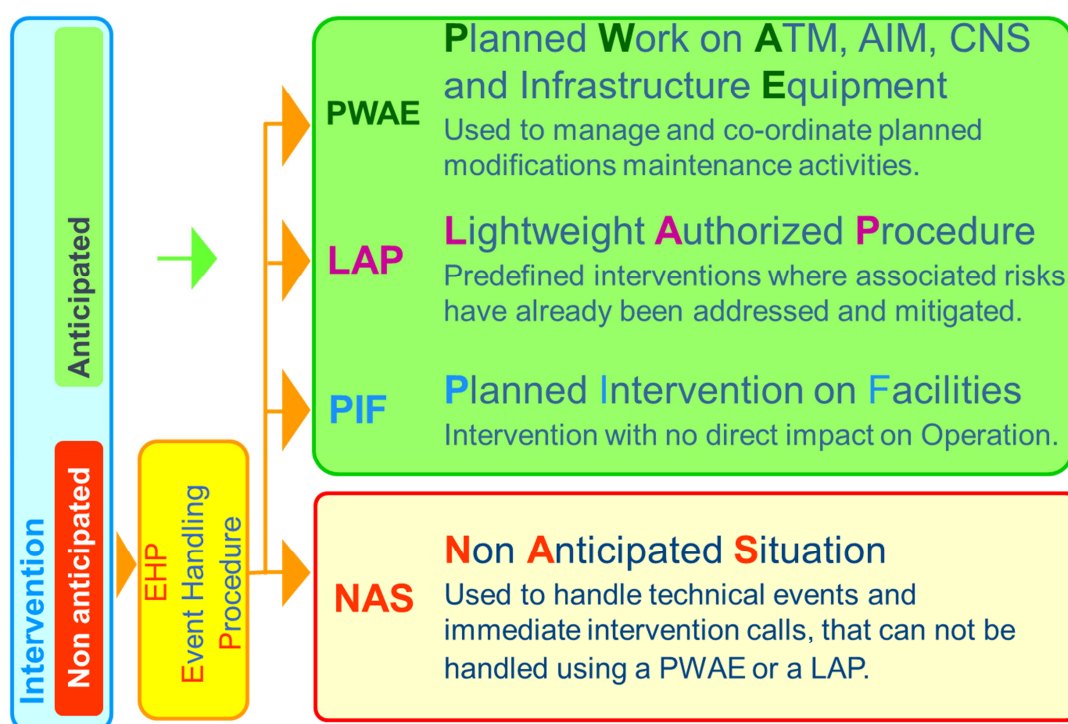 Intervention
Anticipated
Non anticipated
EHP
Event Handling
Procedure
PWAE
Planned Work on ATM, AIM, CNS
and Infrastructure Equipment
Used to manage and co-ordinate planned
modifications maintenance activities.
LAP
Lightweight Authorized Procedure
Predefined interventions where associated risks
have already been addressed and mitigated.
PIF
Planned Intervention on Facilities
Intervention with no direct impact on Operation.
NAS
Non Anticipated Situation
Used to handle technical events and
immediate intervention calls, that can not be
handled using a PWAE or a LAP.